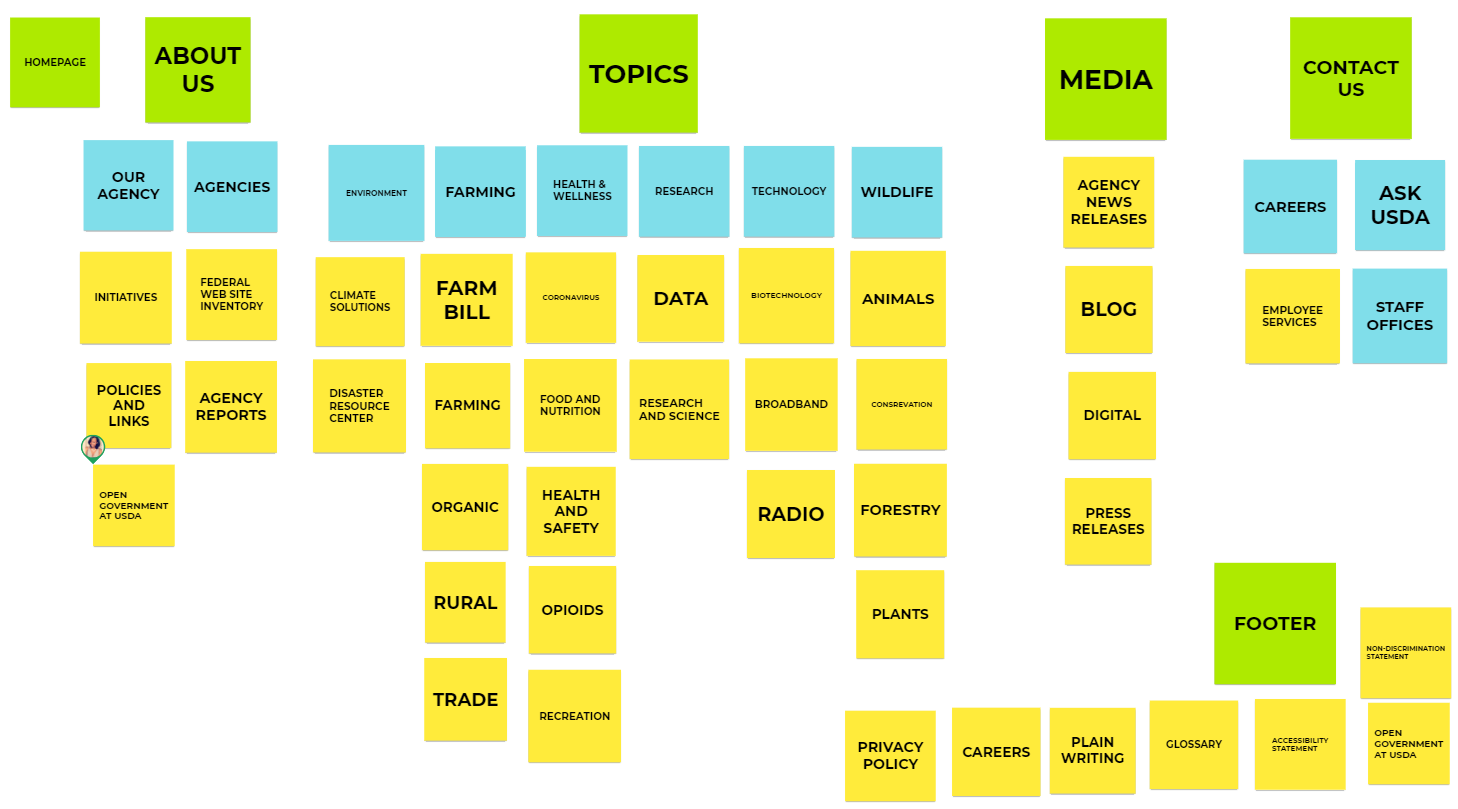 HOMEPAGE
ABOUT
US
TOPICS
MEDIA
CONTACT
US
OUR
AGENCY
AGENCIES
ENVIRONMENT
FARMING
HEALTH &
WELLNESS
RESEARCH
TECHNOLOGY
WILDLIFE
AGENCY
NEWS
RELEASES
CAREERS
ASK
USDA
INITIATIVES
FEDERAL
WEB SITE
INVENTORY
CLIMATE
SOLUTIONS
FARM
BILL
CORONAVIRUS
DATA
BIOTECHNOLOGY
ANIMALS
BLOG
EMPLOYEE
SERVICES
STAFF
OFFICES
POLICIES
AND
LINKS
AGENCY
REPORTS
DISASTER
RESOURCE
CENTER
FARMING
FOOD AND
NUTRITION
RESEARCH
AND SCIENCE
BROADBAND
CONSREVATION
DIGITAL
OPEN
GOVERNMENT
AT USDA
ORGANIC
HEALTH
AND
SAFETY
RADIO
FORESTRY
PRESS
RELEASES
RURAL
OPIOIDS
PLANTS
FOOTER
NON-DISCRIMINATION
STATEMENT
TRADE
RECREATION
PRIVACY
POLICY
CAREERS
PLAIN
WRITING
GLOSSARY
ACCESSIBILITY
STATEMENT
OPEN
GOVERNMENT
AT USDA